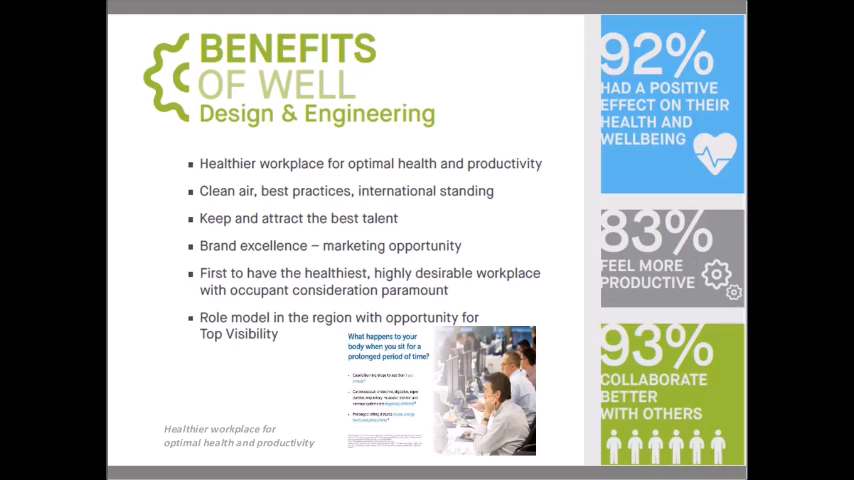 BENEFITS
OF WELL
Design & Engineering
Healthier workplace for optimal health and productivity
Clean air, best practices, international standing
Keep and attract the best talent
Brand excellence – marketing opportunity
First to have the healthiest, highly desirable workplace
with occupant consideration paramount
Role model in the region with opportunity for
Top Visibility
What happens to your
body when you sit for a
prolonged period of time?
Healthier workplace for
optimal health and productivity
92%
HAD A POSITIVE
EFFECT ON THEIR
HEALTH AND
WELLBEING
83%
FEEL MORE
PRODUCTIVE
93%
COLLABORATE
BETTER
WITH OTHERS